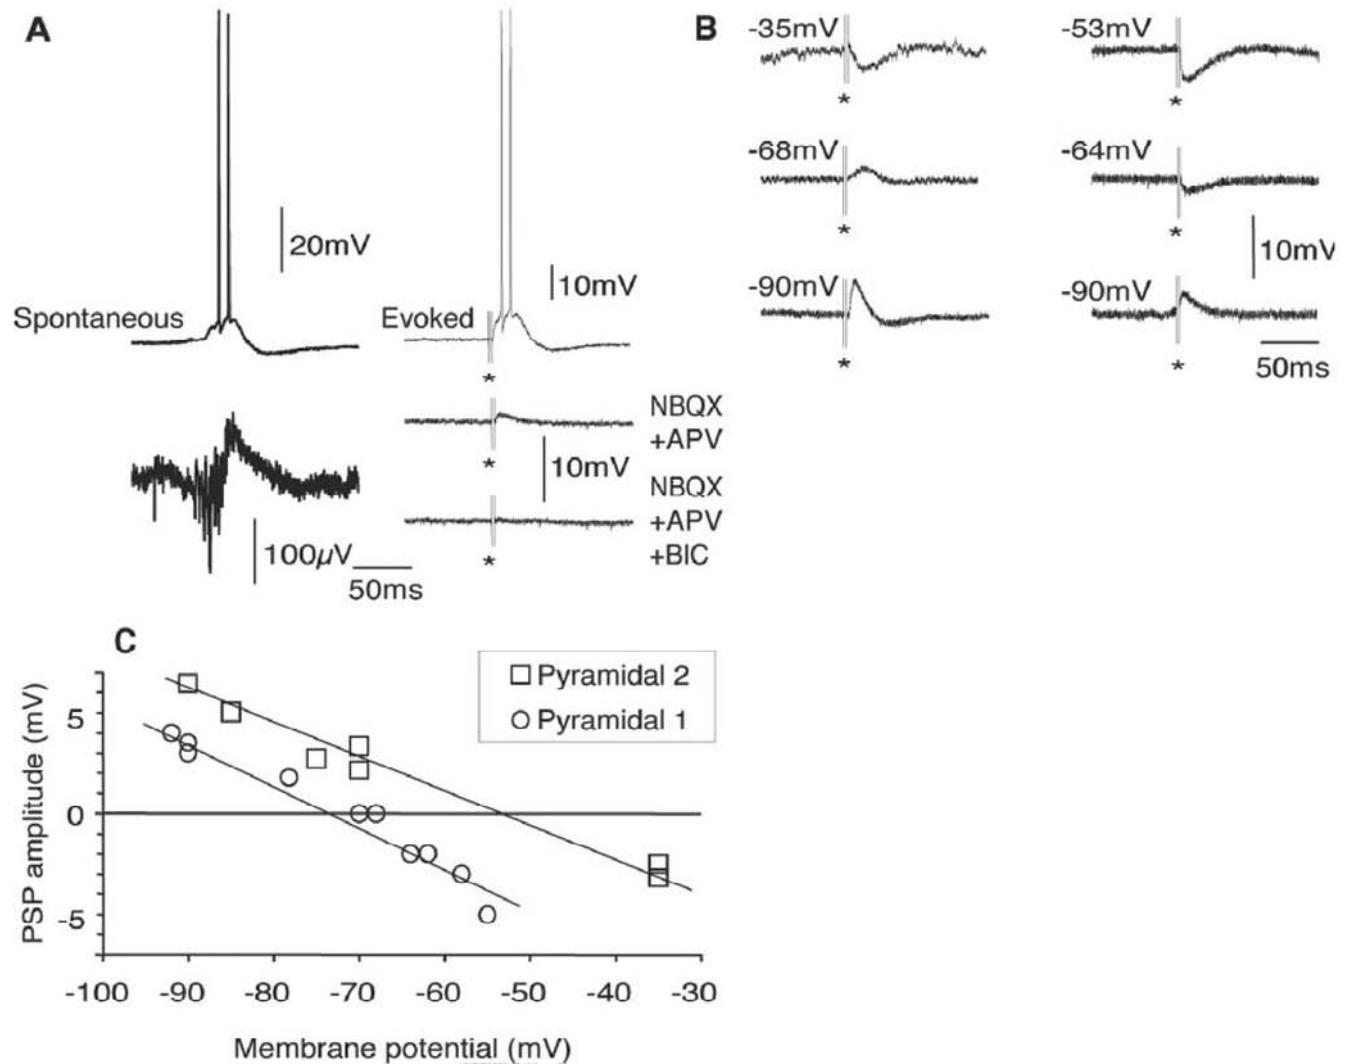 A
20mV
10mV
Spontaneous
Evoked
*
NBQX
+APV
*
10mV
NBQX
+APV
+BIC
*
100µV
50ms
B
-35mV
*
-68mV
*
-90mV
*
-53mV
*
-64mV
*
10mV
-90mV
*
50ms
C
Pyramidal 2
Pyramidal 1
PSP amplitude (mV)
5
0
-5
-100 -90 -80 -70 -60 -50 -40 -30
Membrane potential (mV)